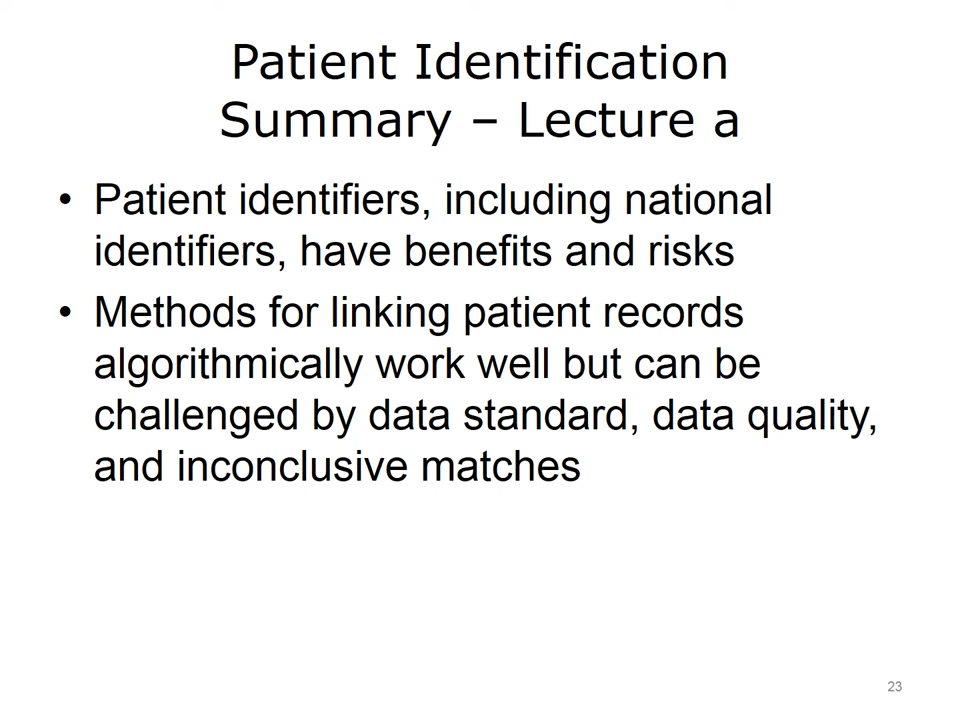 Patient Identification
Summary – Lecture a
• Patient identifiers, including national
identifiers, have benefits and risks
• Methods for linking patient records
algorithmically work well but can be
challenged by data standard, data quality,
and inconclusive matches
23